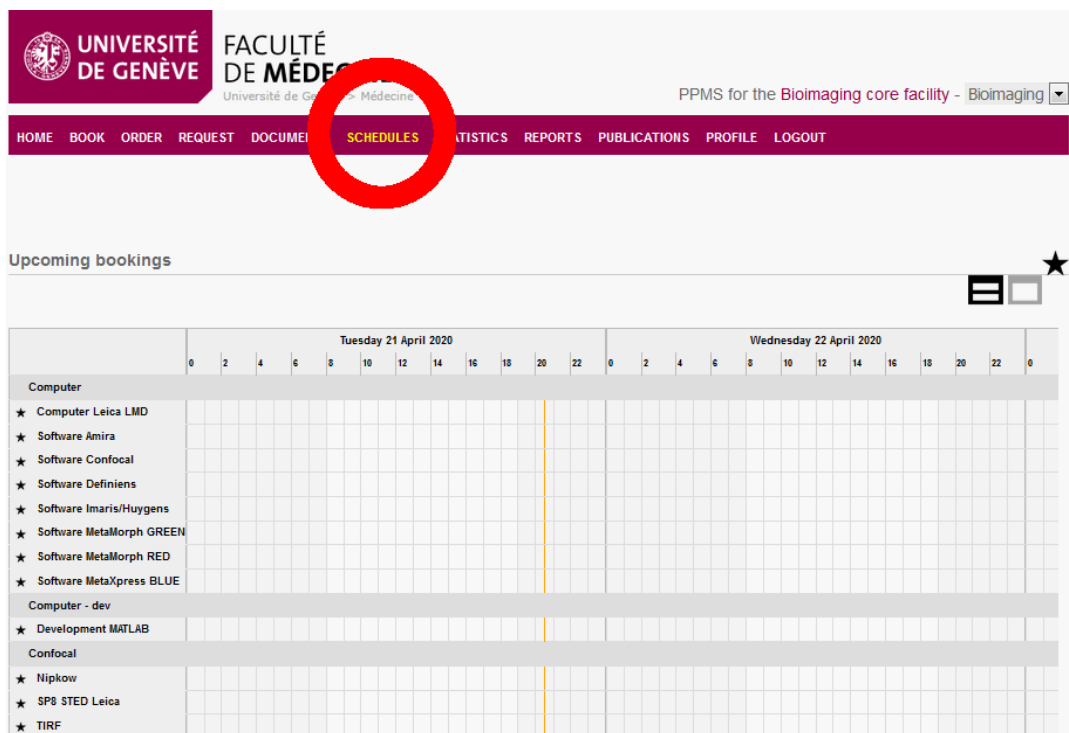 UNIVERSITÉ
DE GENÈVE
FACULTÉ
DE
Université de > Médecine
PPMS for the Bioimaging core facility - Bioimaging
HOME BOOK ORDER REQUEST SCHEDULES REPORTS PUBLICATIONS PROFILE LOGOUT
Upcoming bookings
Tuesday 21 April 2020 Wednesday 22 April 2020
0 2 4 6 8 10 12 14 16 18 20 22 0 2 4 6 8 10 12 14 16 18 20 22 0
Computer
Computer Leica LMD
Software Amira
Software Confocal
Software Definiens
Software Imaris/Huygens
Software MetaMorph GREEN
Software MetaMorph RED
Software MetaXpress BLUE
Computer - dev
Development MATLAB
Confocal
Nipkow
SP8 STED Leica
TIRF